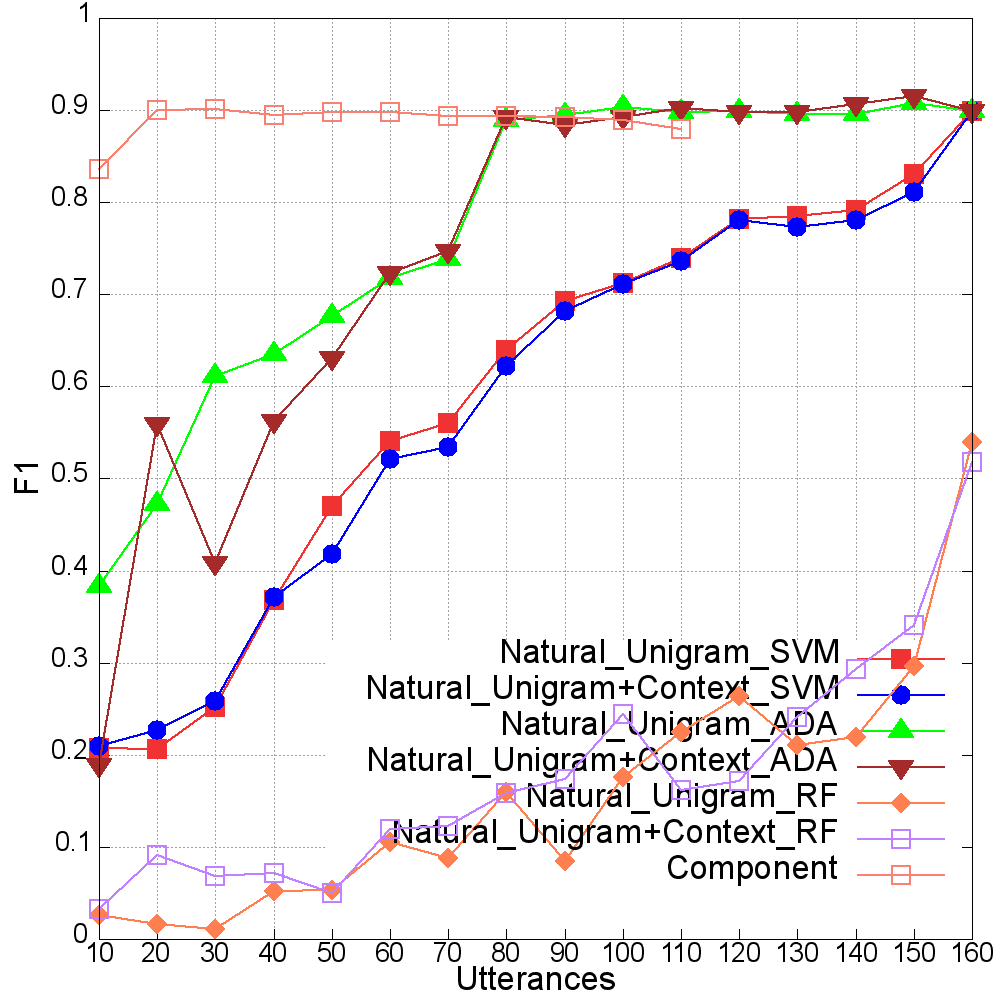 1
0.9
0.8
0.7
0.6
0.5
0.4
0.3
0.2
0.1
0
F1
Natural_Unigram_SVM
Natural_Unigram+Context_SVM
Natural_Unigram_ADA
Natural_Unigram+Context_ADA
Natural_Unigram_RF
Natural_Unigram+Context_RF
Component
10 20 30 40 50 60 70 80 90 100 110 120 130 140 150 160
Utterances